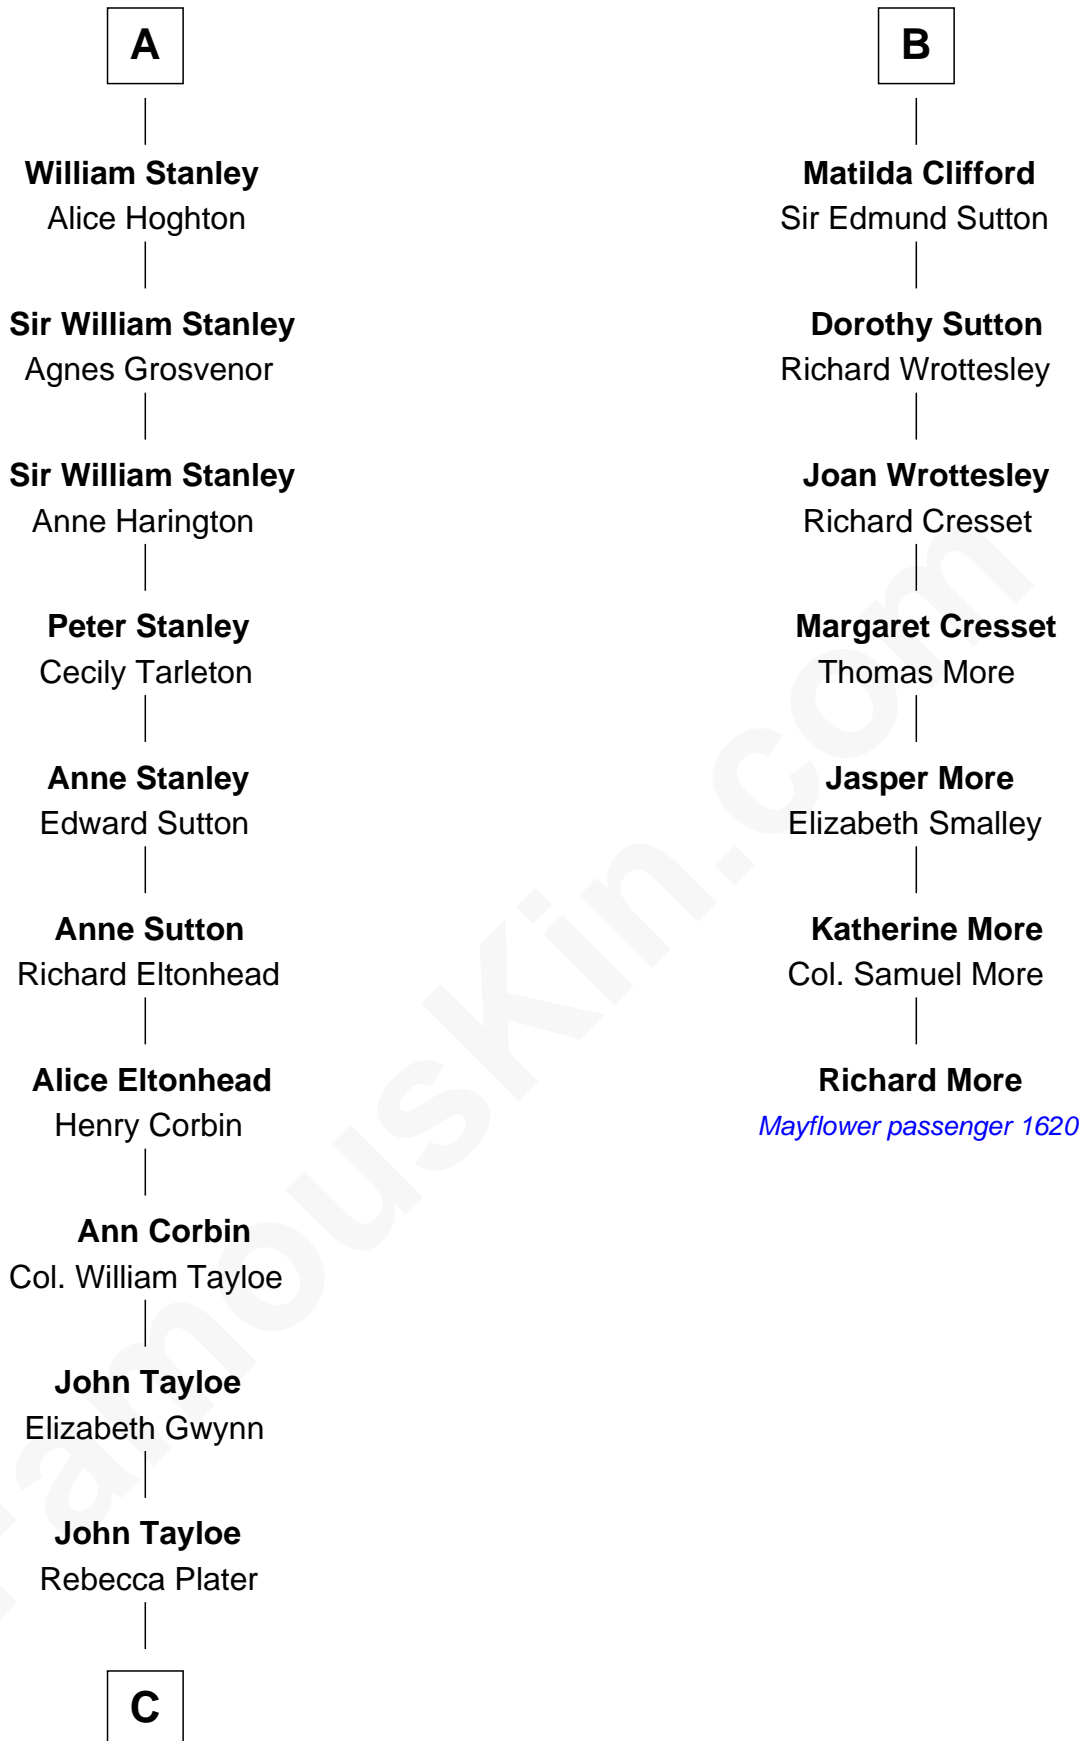 A
William Stanley
Alice Hoghton
Sir William Stanley
Agnes Grosvenor
Sir William Stanley
Anne Harington
Peter Stanley
Cecily Tarleton
Anne Stanley
Edward Sutton
Anne Sutton
Richard Eltonhead
Alice Eltonhead
Henry Corbin
Ann Corbin
Col. William Tayloe
John Tayloe
Elizabeth Gwynn
John Tayloe
Rebecca Plater
C
B
Matilda Clifford
Sir Edmund Sutton
Dorothy Sutton
Richard Wrottesley
Joan Wrottesley
Richard Cresset
Margaret Cresset
Thomas More
Jasper More
Elizabeth Smalley
Katherine More
Col. Samuel More
Richard More
Mayflower passenger 1620
FamousKin.com